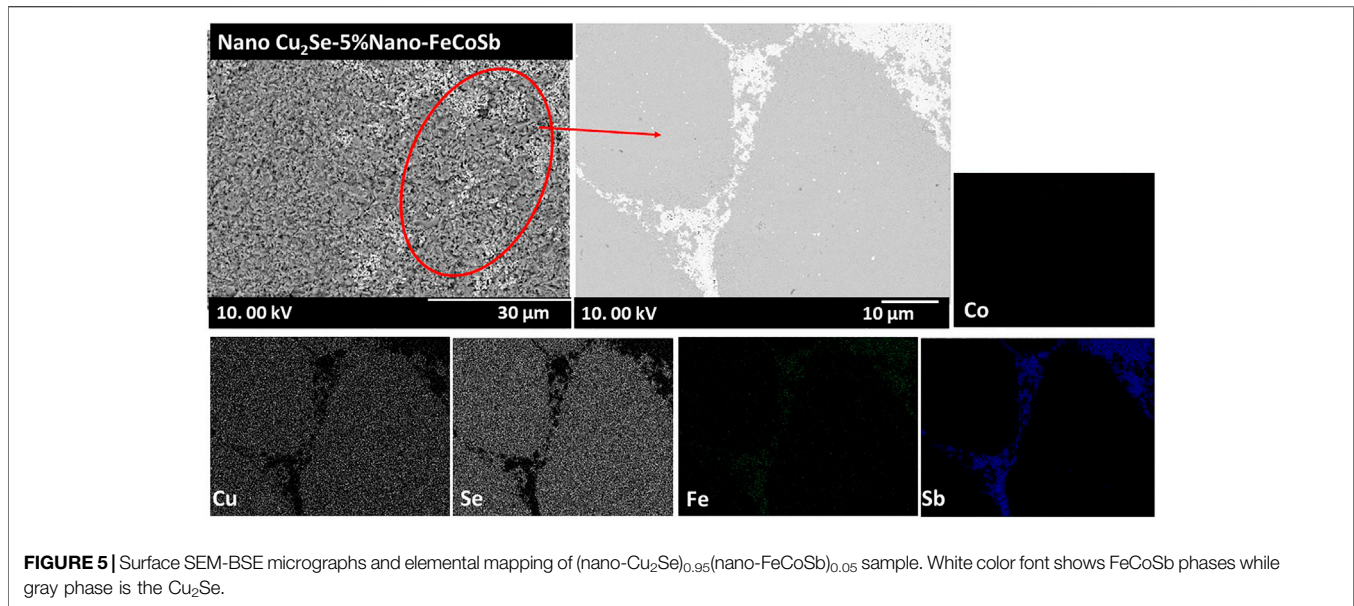 Nano Cu₂Se-5%Nano-FeCoSb
10. 00 kV
30 µm
10. 00 kV
10 µm
Co
Cu
Se
Fe
Sb
FIGURE 5 | Surface SEM-BSE micrographs and elemental mapping of (nano-Cu₂Se)₀.₉₅(nano-FeCoSb)₀.₀₅ sample. White color font shows FeCoSb phases while
gray phase is the Cu₂Se.